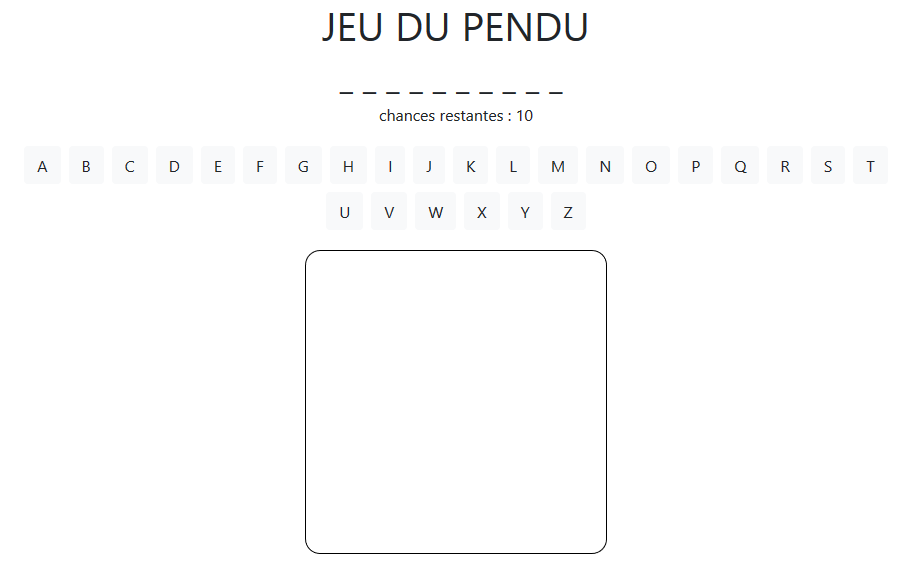 JEU DU PENDU
_ _ _ _ _ _ _ _ _ _
chances restantes : 10
A B C D E F G H I J K L M N O P Q R S T
U V W X Y Z